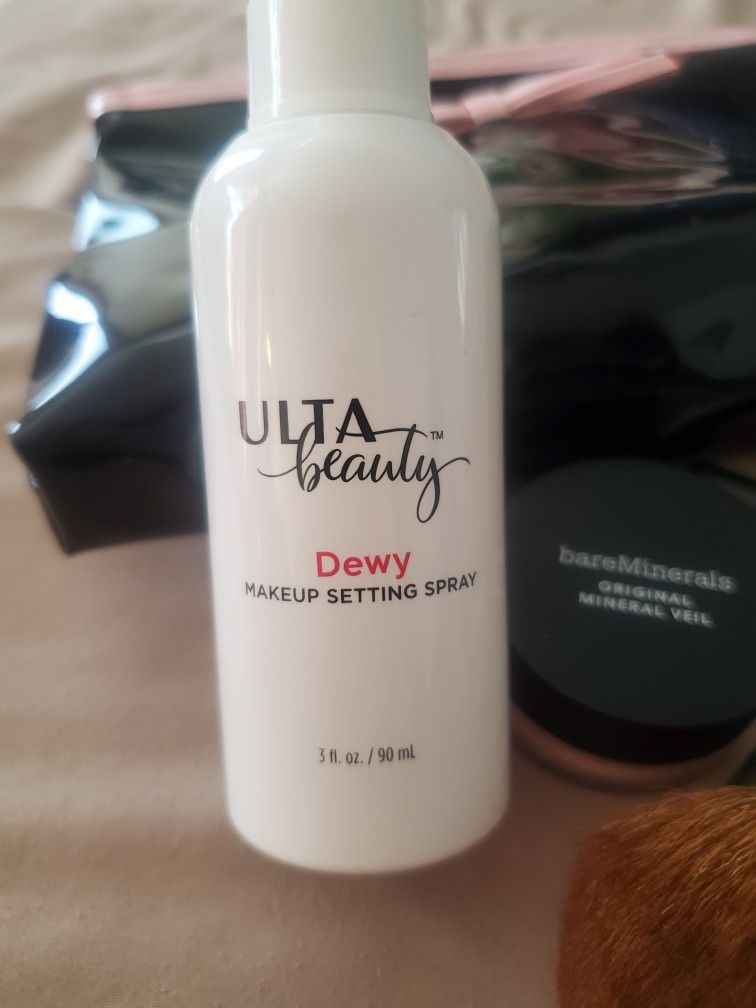 ULTA
beauty™
Dewy
MAKEUP SETTING SPRAY
3 fl. oz. / 90 mL
bareMinerals
ORIGINAL
MINERAL VEIL